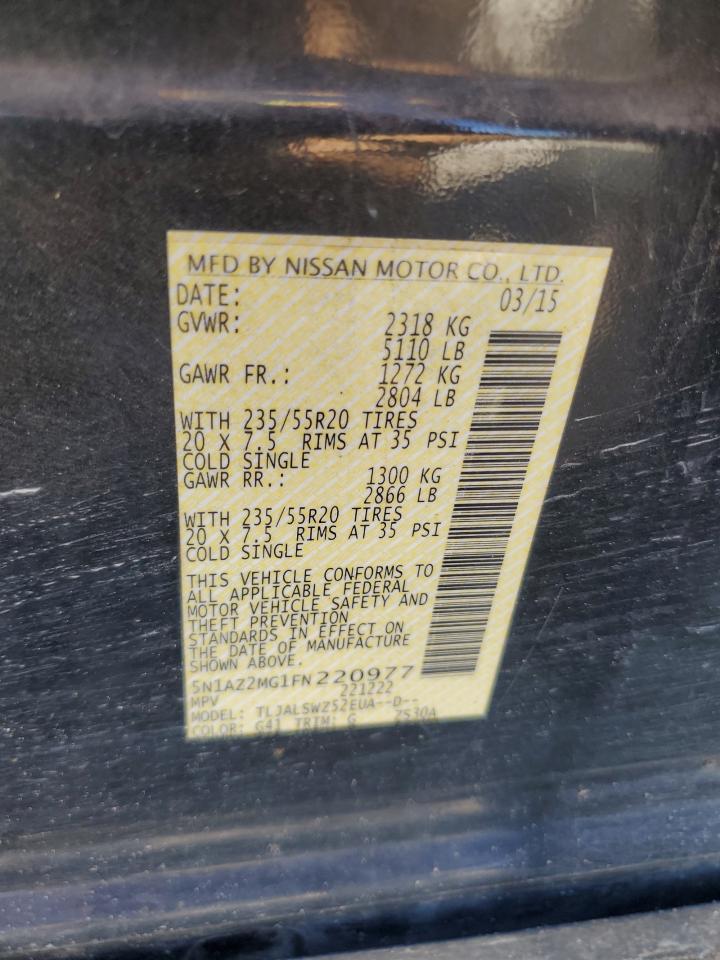 MFD BY NISSAN MOTOR CO., LTD.
DATE: 03/15
GVWR: 2318 KG
5110 LB
GAWR FR.: 1272 KG
2804 LB
WITH 235/55R20 TIRES
20 X 7.5 RIMS AT 35 PSI
COLD SINGLE
GAWR RR.: 1300 KG
2866 LB
WITH 235/55R20 TIRES
20 X 7.5 RIMS AT 35 PSI
COLD SINGLE
THIS VEHICLE CONFORMS TO
ALL APPLICABLE FEDERAL
MOTOR VEHICLE SAFETY AND
THEFT PREVENTION
STANDARDS IN EFFECT ON
THE DATE OF MANUFACTURE
SHOWN ABOVE.
5N1AZ2MG1FN220977
MPV 221222
MODEL: TLJALSWZ52EUA--D--
COLOR: G41 TRIM: G ZS30A